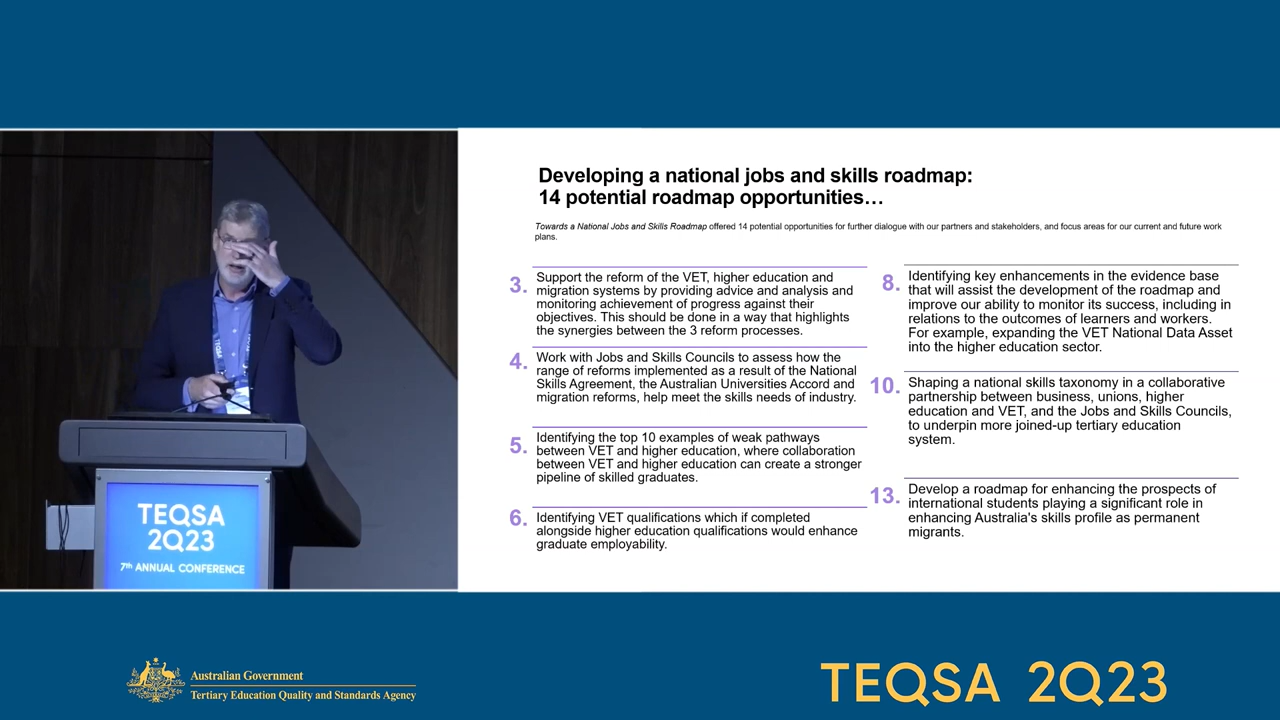 Developing a national jobs and skills roadmap:
14 potential roadmap opportunities…
Towards a National Jobs and Skills Roadmap offered 14 potential opportunities for further dialogue with our partners and stakeholders, and focus areas for our current and future work
plans.
3. Support the reform of the VET, higher education and
migration systems by providing advice and analysis and
monitoring achievement of progress against their
objectives. This should be done in a way that highlights
the synergies between the 3 reform processes.
4. Work with Jobs and Skills Councils to assess how the
range of reforms implemented as a result of the National
Skills Agreement, the Australian Universities Accord and
migration reforms, help meet the skills needs of industry.
5. Identifying the top 10 examples of weak pathways
between VET and higher education, where collaboration
between VET and higher education can create a stronger
pipeline of skilled graduates.
6. Identifying VET qualifications which if completed
alongside higher education qualifications would enhance
graduate employability.
8. Identifying key enhancements in the evidence base
that will assist the development of the roadmap and
improve our ability to monitor its success, including in
relations to the outcomes of learners and workers.
For example, expanding the VET National Data Asset
into the higher education sector.
10. Shaping a national skills taxonomy in a collaborative
partnership between business, unions, higher
education and VET, and the Jobs and Skills Councils,
to underpin more joined-up tertiary education
system.
13. Develop a roadmap for enhancing the prospects of
international students playing a significant role in
enhancing Australia's skills profile as permanent
migrants.
TEQSA
TEQSA
2Q23
7th ANNUAL CONFERENCE
Australian Government
Tertiary Education Quality and Standards Agency
TEQSA 2Q23